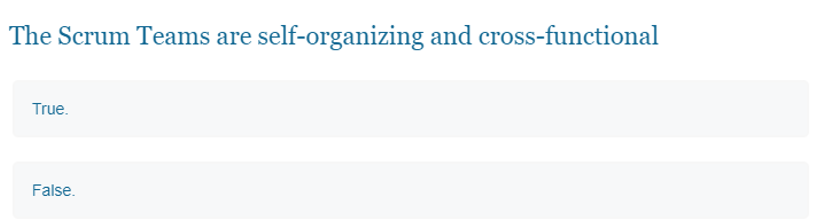 The Scrum Teams are self-organizing and cross-functional
True.
False.